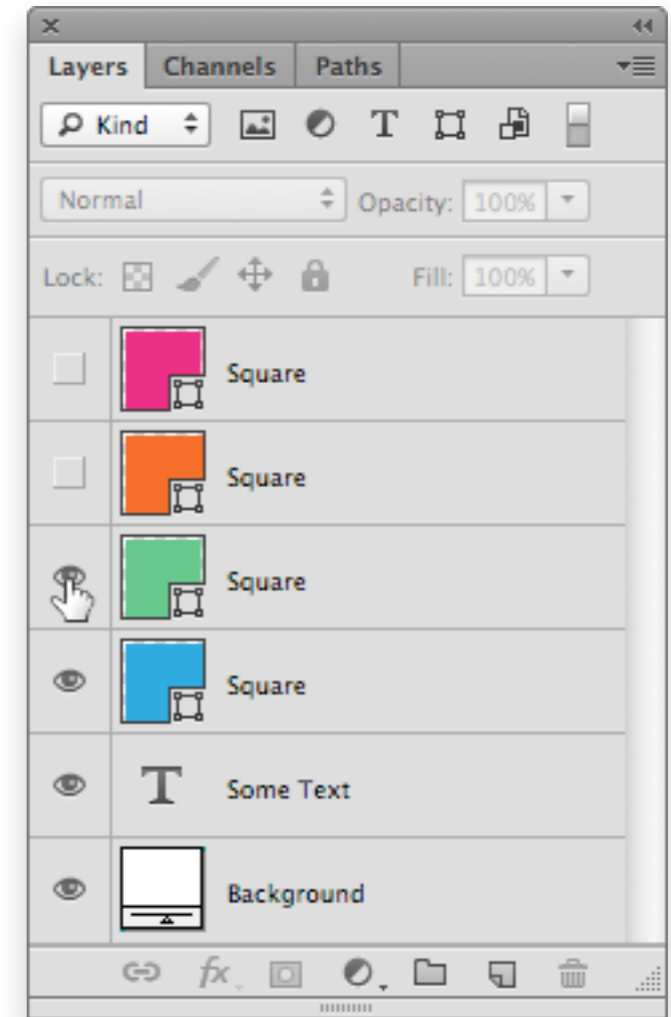 Layers Channels Paths
Kind T
Normal Opacity: 100%
Lock: Fill: 100%
Square
Square
Square
Square
T Some Text
Background
fx